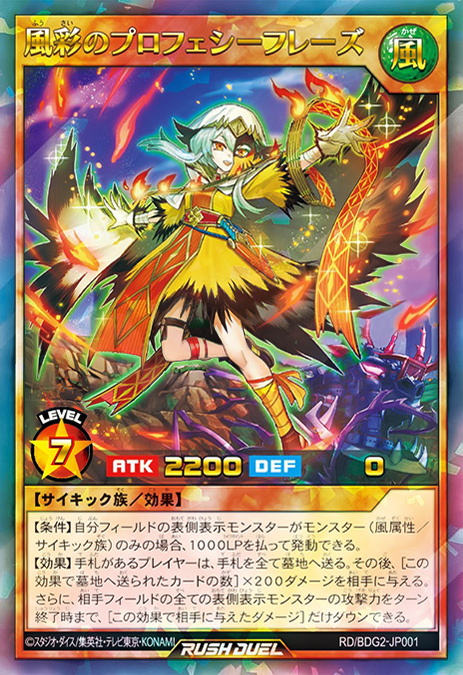 風彩のプロフェシーフレーズ
風
LEVEL
7
ATK 2200 DEF 0
【サイキック族／効果】
【条件】自分フィールドの表側表示モンスターがモンスター（風属性／
サイキック族）のみの場合、1000LPを払って発動できる。
【効果】手札があるプレイヤーは、手札を全て墓地へ送る。その後、［この
効果で墓地へ送られたカードの数］×200ダメージを相手に与える。
さらに、相手フィールドの全ての表側表示モンスターの攻撃力をターン
終了時まで、［この効果で相手に与えたダメージ］だけダウンできる。
©スタジオ・ダイス/集英社・テレビ東京・KONAMI
RUSH DUEL
RD/BDG2-JP001